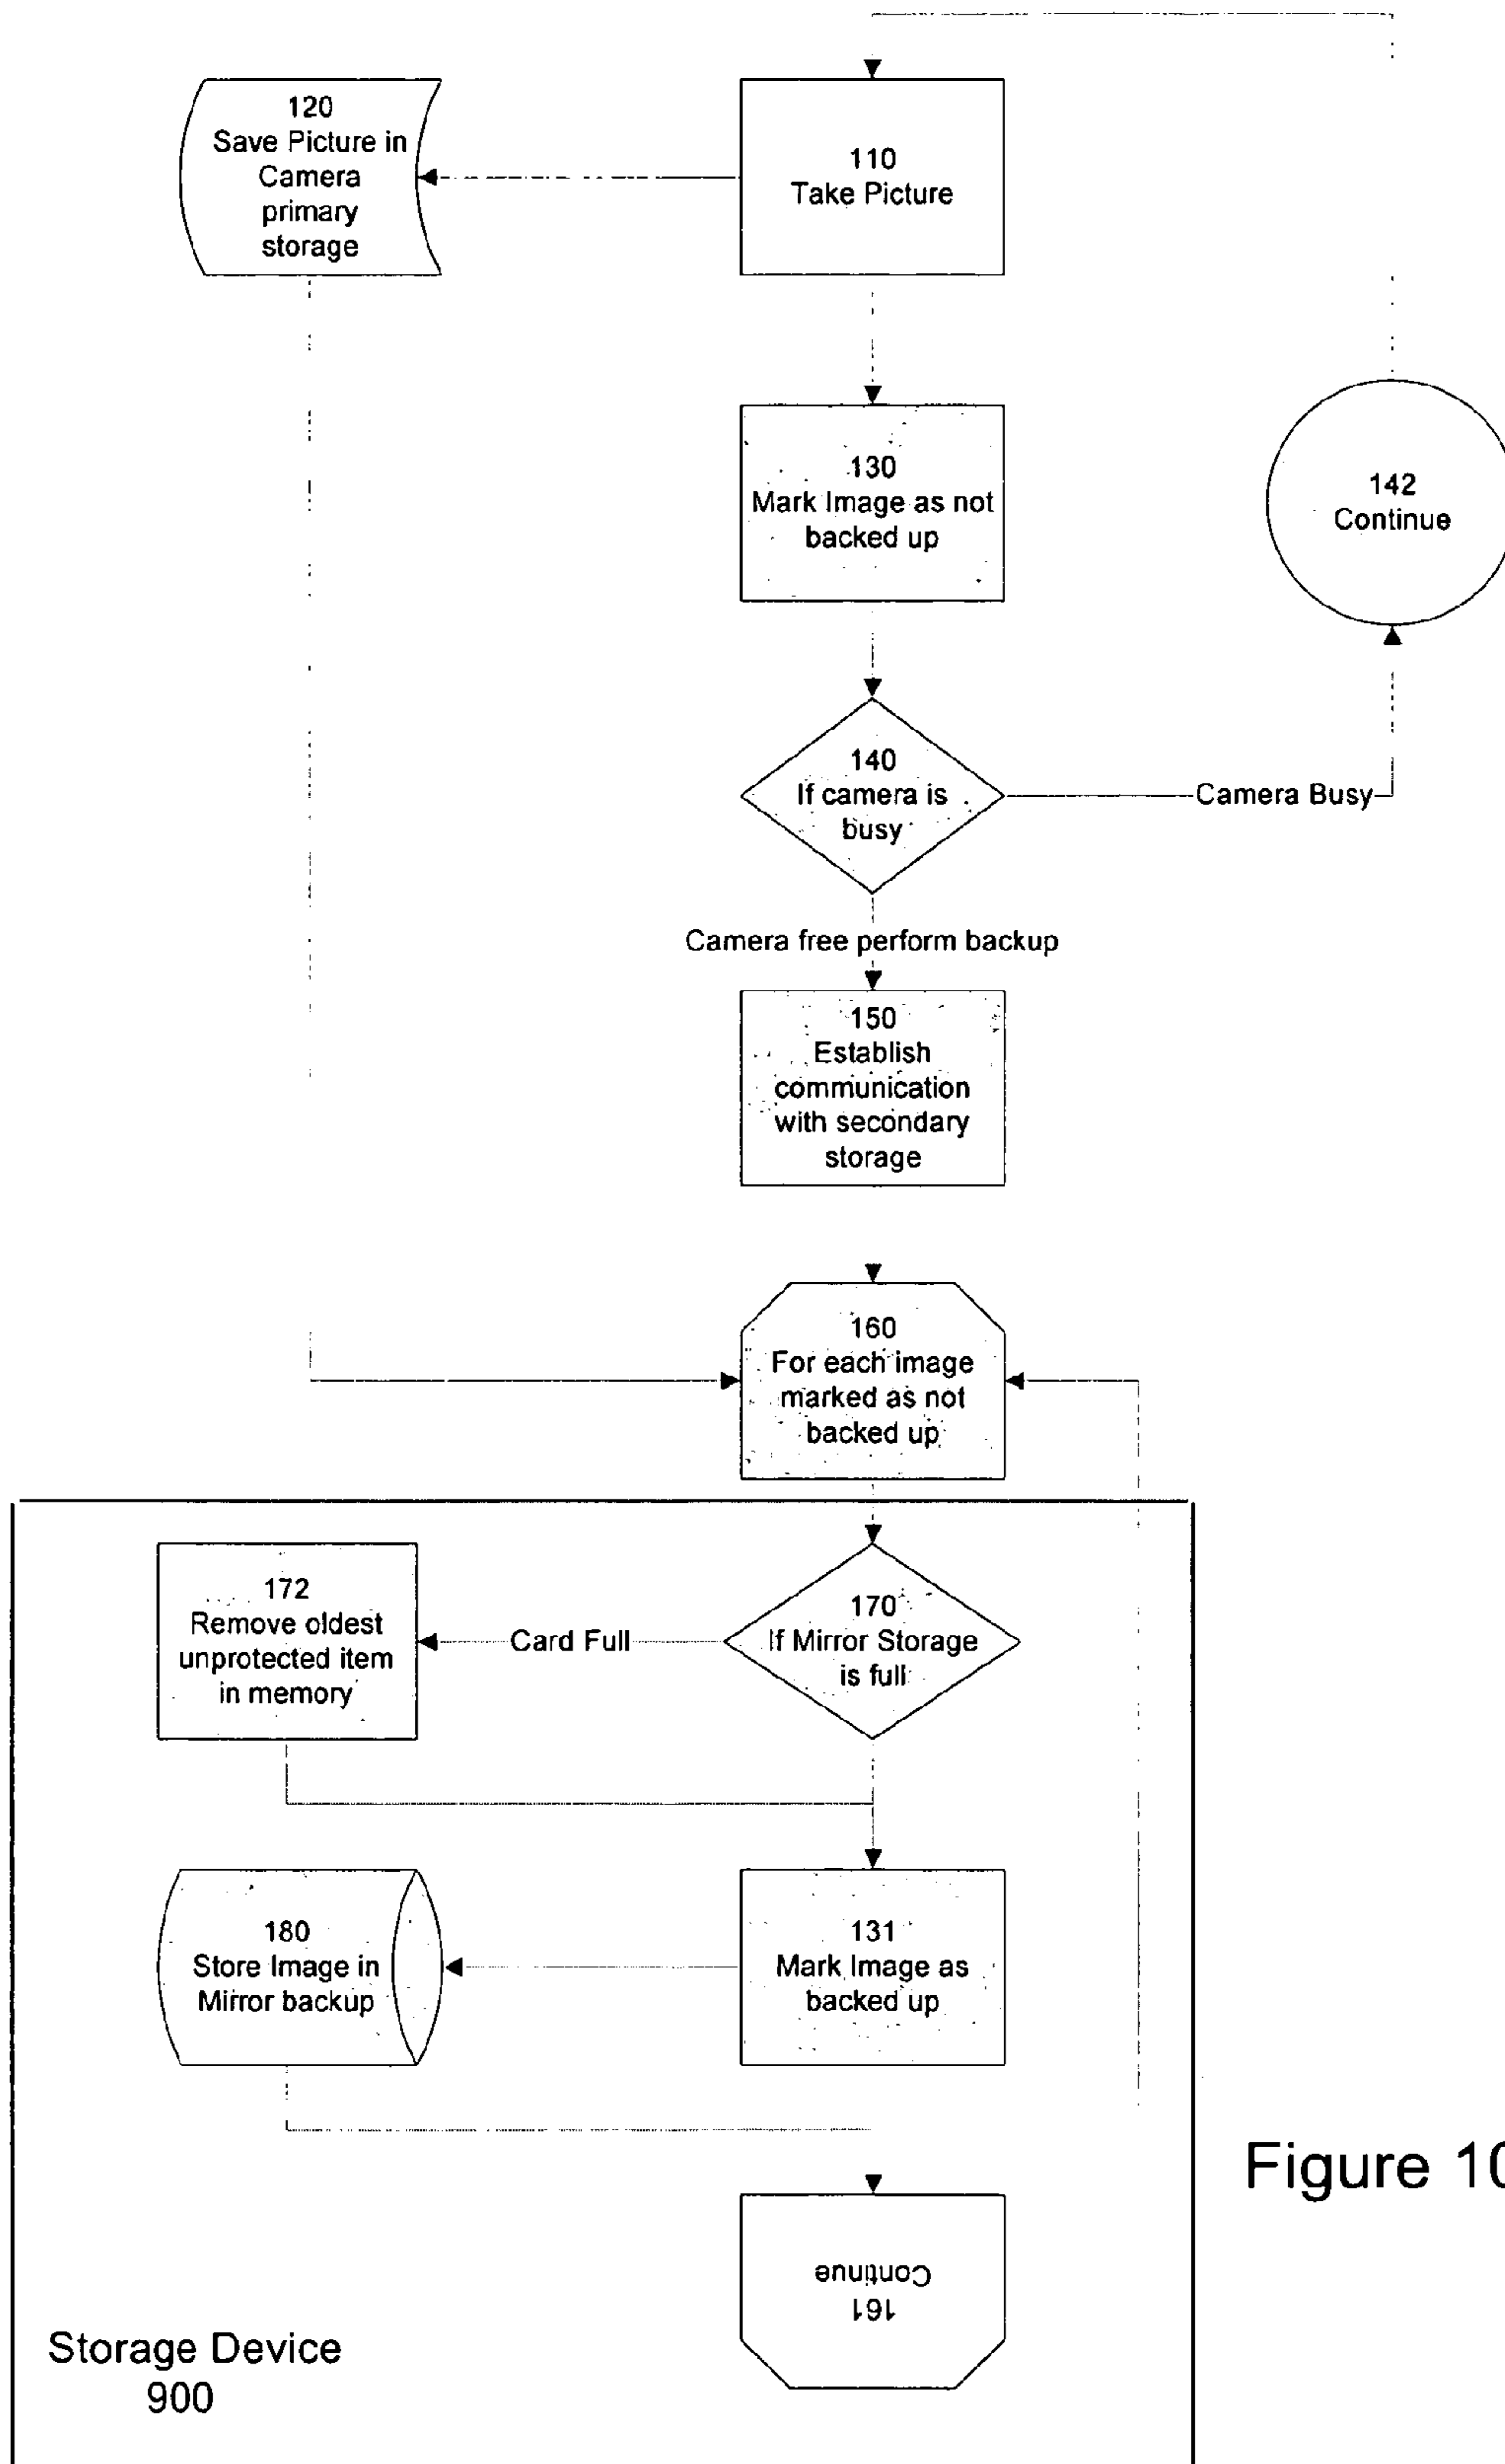 120
Save Picture in
Camera
primary
storage
110
Take Picture
130
Mark Image as not
backed up
142
Continue
140
If camera is
busy
Camera Busy
Camera free perform backup
150
Establish
communication
with secondary
storage
160
For each image
marked as not
backed up
172
Remove oldest
unprotected item
in memory
Card Full
170
If Mirror Storage
is full
180
Store Image in
Mirror backup
131
Mark Image as
backed up
Figure 10
161
Continue
Storage Device
900